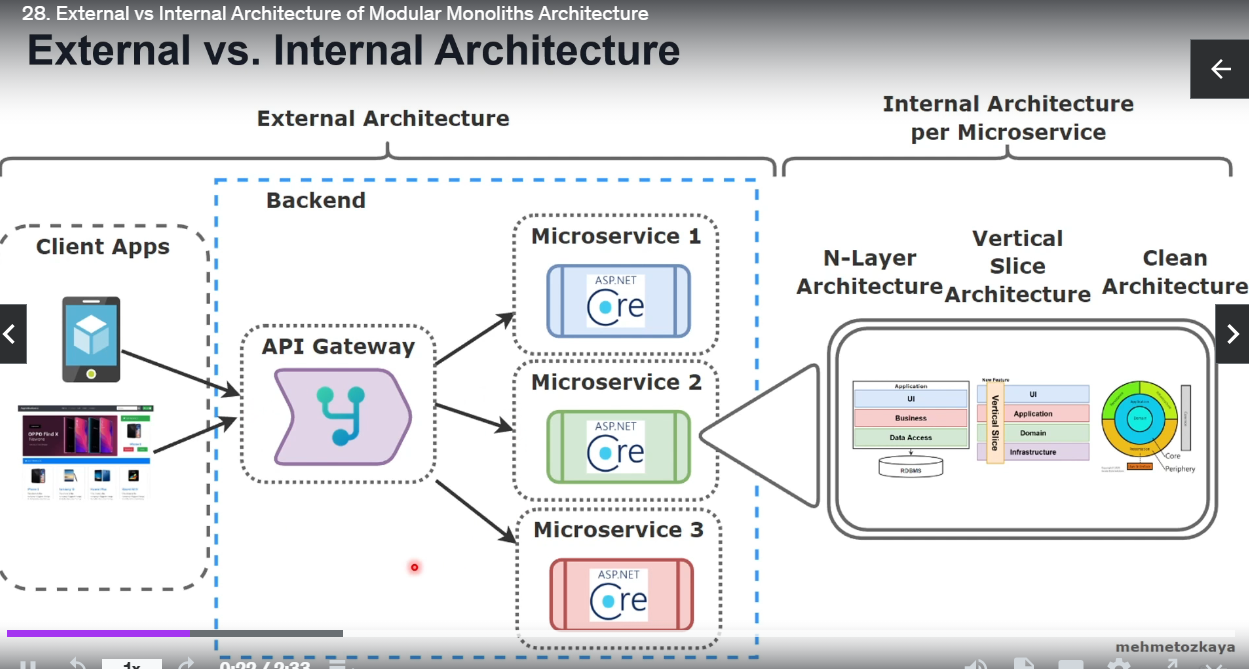 28. External vs Internal Architecture of Modular Monoliths Architecture
External vs. Internal Architecture
External Architecture
Internal Architecture
per Microservice
Backend
Client Apps
API Gateway
Microservice 1
ASP.NET
Core
Microservice 2
ASP.NET
Core
Microservice 3
ASP.NET
Core
N-Layer
Architecture
Vertical
Slice
Architecture
Clean
Architecture
Application
UI
Business
Data Access
RDBMS
New Feature
Vertical Slice
UI
Application
Domain
Infrastructure
Core
Periphery
mehmetozkaya
1x
0:22 / 2:33